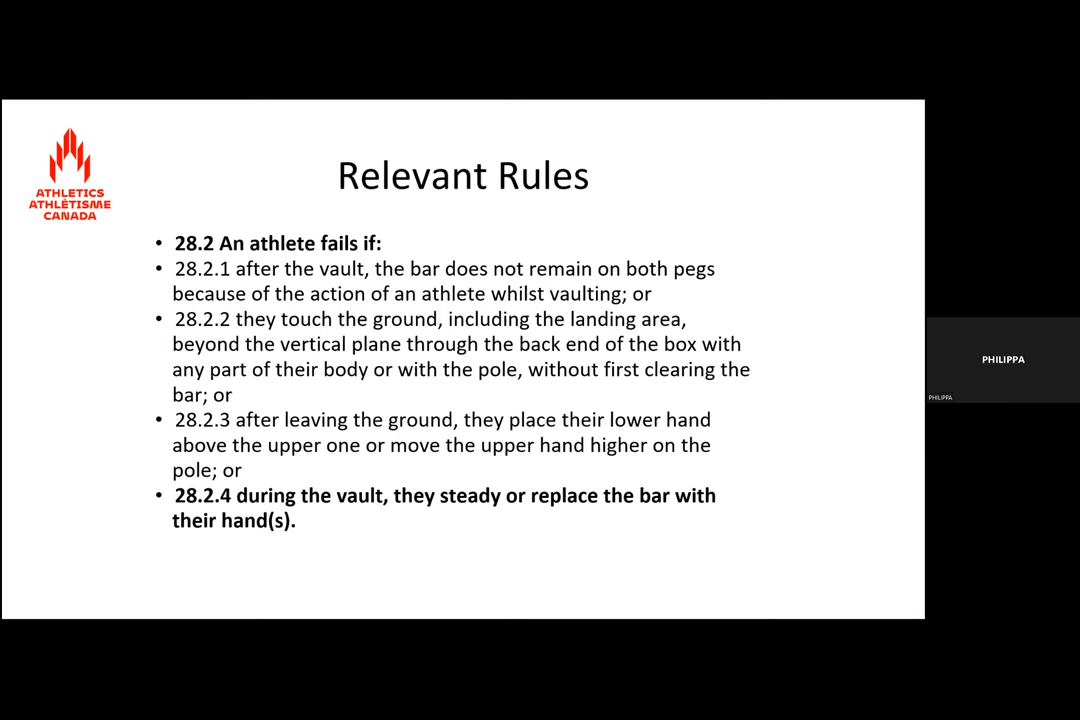 ATHLETICS
ATHLÉTISME
CANADA
Relevant Rules
• 28.2 An athlete fails if:
• 28.2.1 after the vault, the bar does not remain on both pegs
because of the action of an athlete whilst vaulting; or
• 28.2.2 they touch the ground, including the landing area,
beyond the vertical plane through the back end of the box with
any part of their body or with the pole, without first clearing the
bar; or
• 28.2.3 after leaving the ground, they place their lower hand
above the upper one or move the upper hand higher on the
pole; or
• 28.2.4 during the vault, they steady or replace the bar with
their hand(s).
PHILIPPA
PHILIPPA